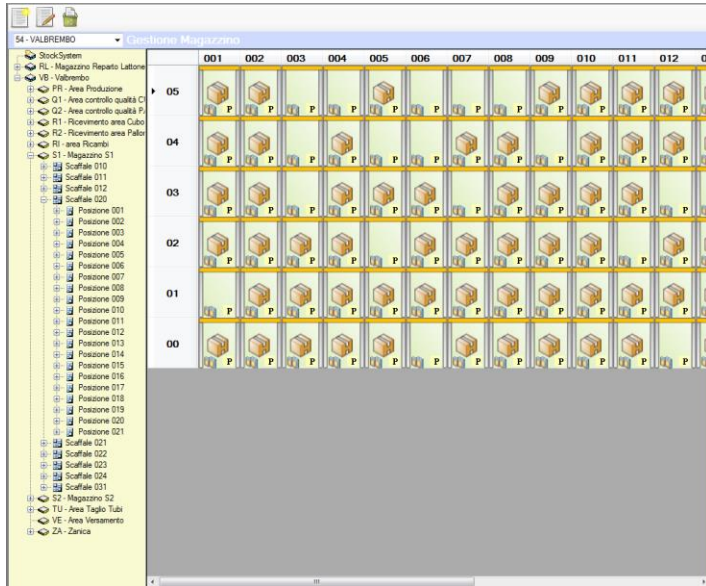 54 - VALBREMBO
Gestione Magazzino
StockSystem
RL - Magazzino Reparto Lattone
VB - Valbrembo
PR - Area Produzione
Q1 - Area controllo qualità C
Q2 - Area controllo qualità P
R1 - Ricevimento area Cubo
R2 - Ricevimento area Pallor
RI - area Ricambi
S1 - Magazzino S1
Scaffale 010
Scaffale 011
Scaffale 012
Scaffale 020
Posizione 001
Posizione 002
Posizione 003
Posizione 004
Posizione 005
Posizione 006
Posizione 007
Posizione 008
Posizione 009
Posizione 010
Posizione 011
Posizione 012
Posizione 013
Posizione 014
Posizione 015
Posizione 016
Posizione 017
Posizione 018
Posizione 019
Posizione 020
Posizione 021
Scaffale 021
Scaffale 022
Scaffale 023
Scaffale 024
Scaffale 031
S2 - Magazzino S2
TU - Area Taglio Tubi
VE - Area Versamento
ZA - Zanica
001 002 003 004 005 006 007 008 009 010 011 012 0
05
P P P P P P P P P P P P
04
P P P P P P P P P P P P
03
P P P P P P P P P P P P
02
P P P P P P P P P P P P
01
P P P P P P P P P P P P
00
P P P P P P P P P P P P